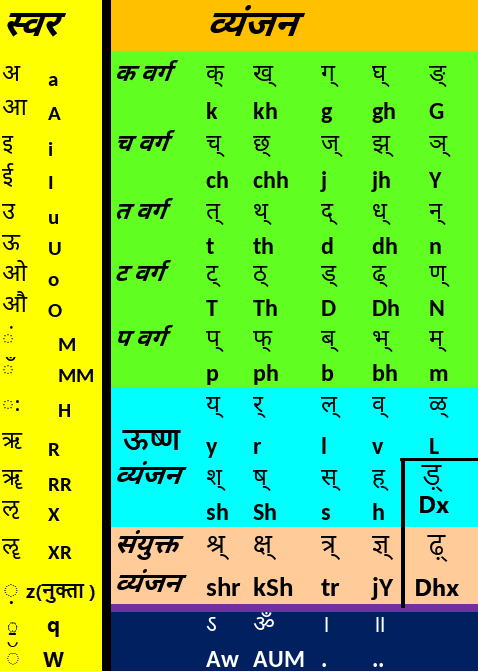 स्वर व्यंजन
अ a क वर्ग क् ख् ग् घ् ङ्
आ A k kh g gh G
इ i च वर्ग च् छ् ज् झ् ञ्
ई I ch chh j jh Y
उ u त वर्ग त् थ् द् ध् न्
ऊ U t th d dh n
ओ o ट वर्ग ट् ठ् ड् ढ् ण्
औ O T Th D Dh N
ं M प वर्ग प् फ् ब् भ् म्
ँ MM p ph b bh m
ः H य् र् ल् व् ळ्
ऋ R ऊष्ण y r l v L
ॠ RR व्यंजन श् ष् स् ह् ड़्
ऌ X sh Sh s h Dx
ॡ XR संयुक्त श्र् क्ष् त्र् ज्ञ् ढ़्
़ z(नुक्ता ) व्यंजन shr kSh tr jY Dhx
q ऽ ॐ । ॥
W Aw AUM . ..